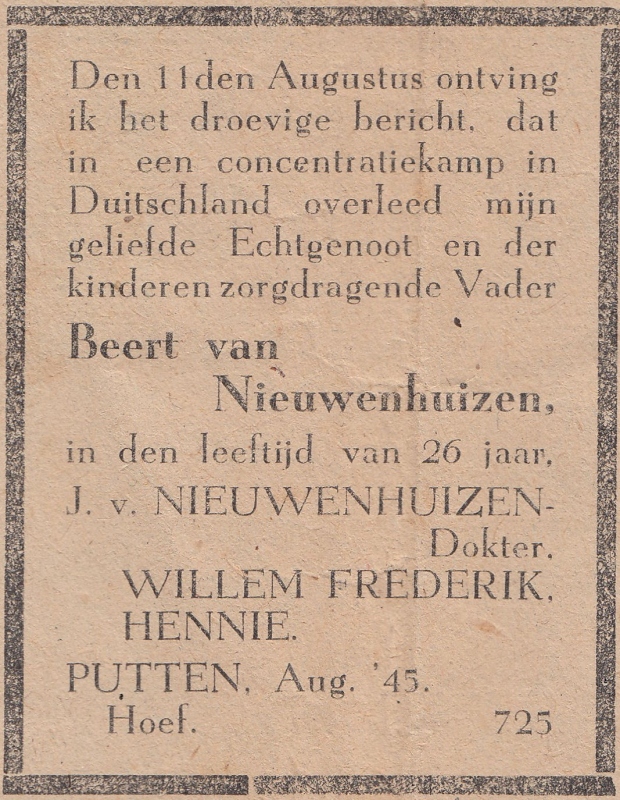 Den 11den Augustus ontving
ik het droevige bericht, dat
in een concentratiekamp in
Duitschland overleed mijn
geliefde Echtgenoot en der
kinderen zorgdragende Vader
Beert van
Nieuwenhuizen,
in den leeftijd van 26 jaar.
J. v. NIEUWENHUIZEN-
Dokter.
WILLEM FREDERIK.
HENNIE.
PUTTEN, Aug. '45.
Hoef. 725